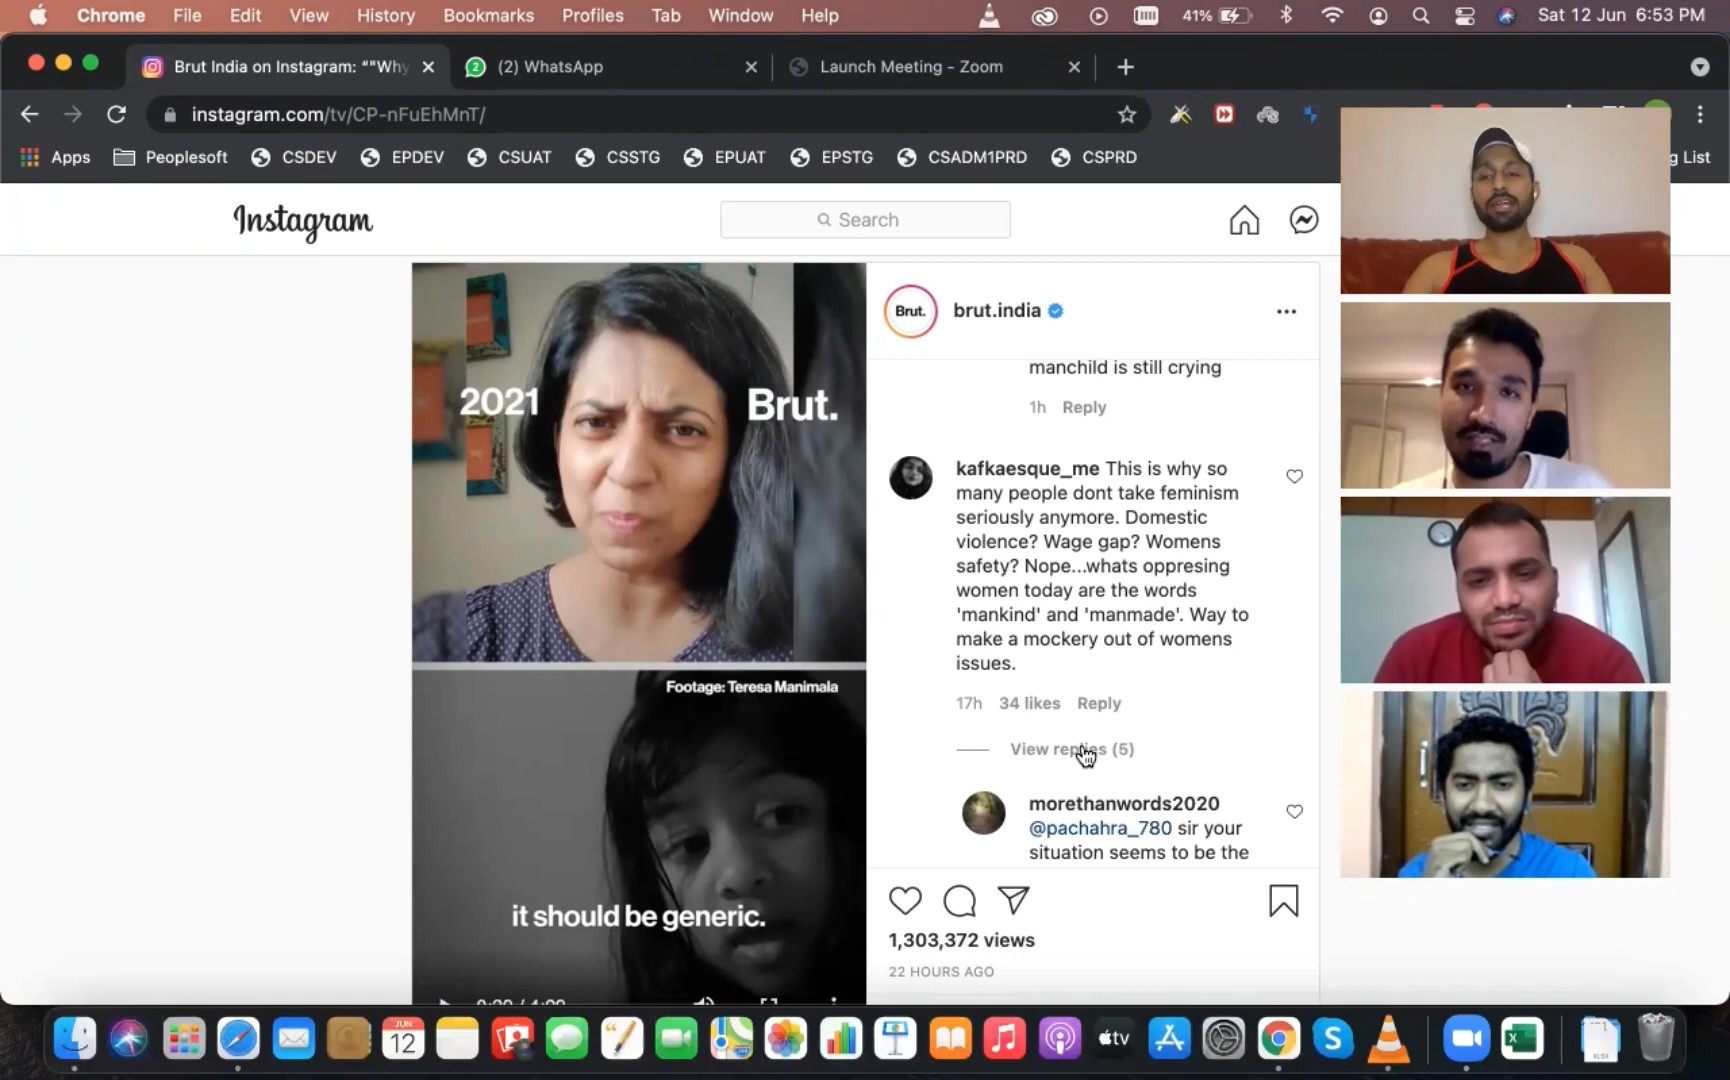 Chrome File Edit View History Bookmarks Profiles Tab Window Help 41% Sat 12 Jun 6:53 PM
Brut India on Instagram: “"Why (2) WhatsApp Launch Meeting - Zoom
instagram.com/tv/CP-nFuEhMnT/
Apps Peoplesoft CSDEV EPDEV CSUAT CSSTG EPUAT EPSTG CSADM1PRD CSPRD g List
Instagram
Search
2021
Brut.
Footage: Teresa Manimala
it should be generic.
Brut.
brut.india
manchild is still crying
1h Reply
kafkaesque_me This is why so
many people dont take feminism
seriously anymore. Domestic
violence? Wage gap? Womens
safety? Nope...whats oppresing
women today are the words
'mankind' and 'manmade'. Way to
make a mockery out of womens
issues.
17h 34 likes Reply
View replies (5)
morethanwords2020
@pachahra_780 sir your
situation seems to be the
1,303,372 views
22 HOURS AGO
JUN
12
tv
XLSX